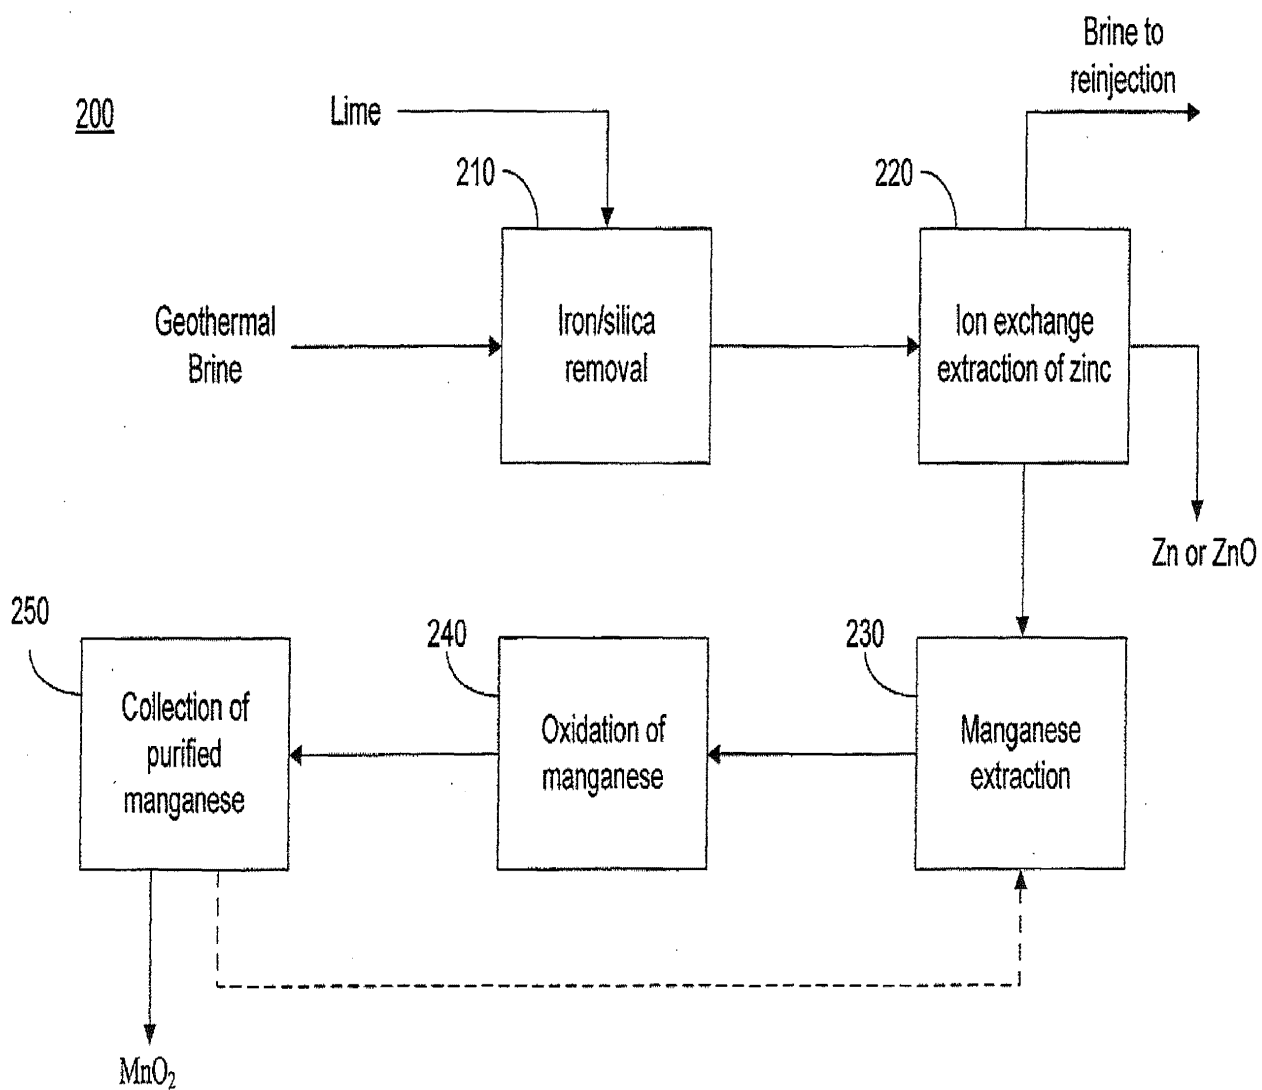 Brine to
reinjection
200
Lime
210
220
Geothermal
Brine
Iron/silica
removal
Ion exchange
extraction of zinc
Zn or ZnO
250
240
230
Collection of
purified
manganese
Oxidation of
manganese
Manganese
extraction
MnO₂